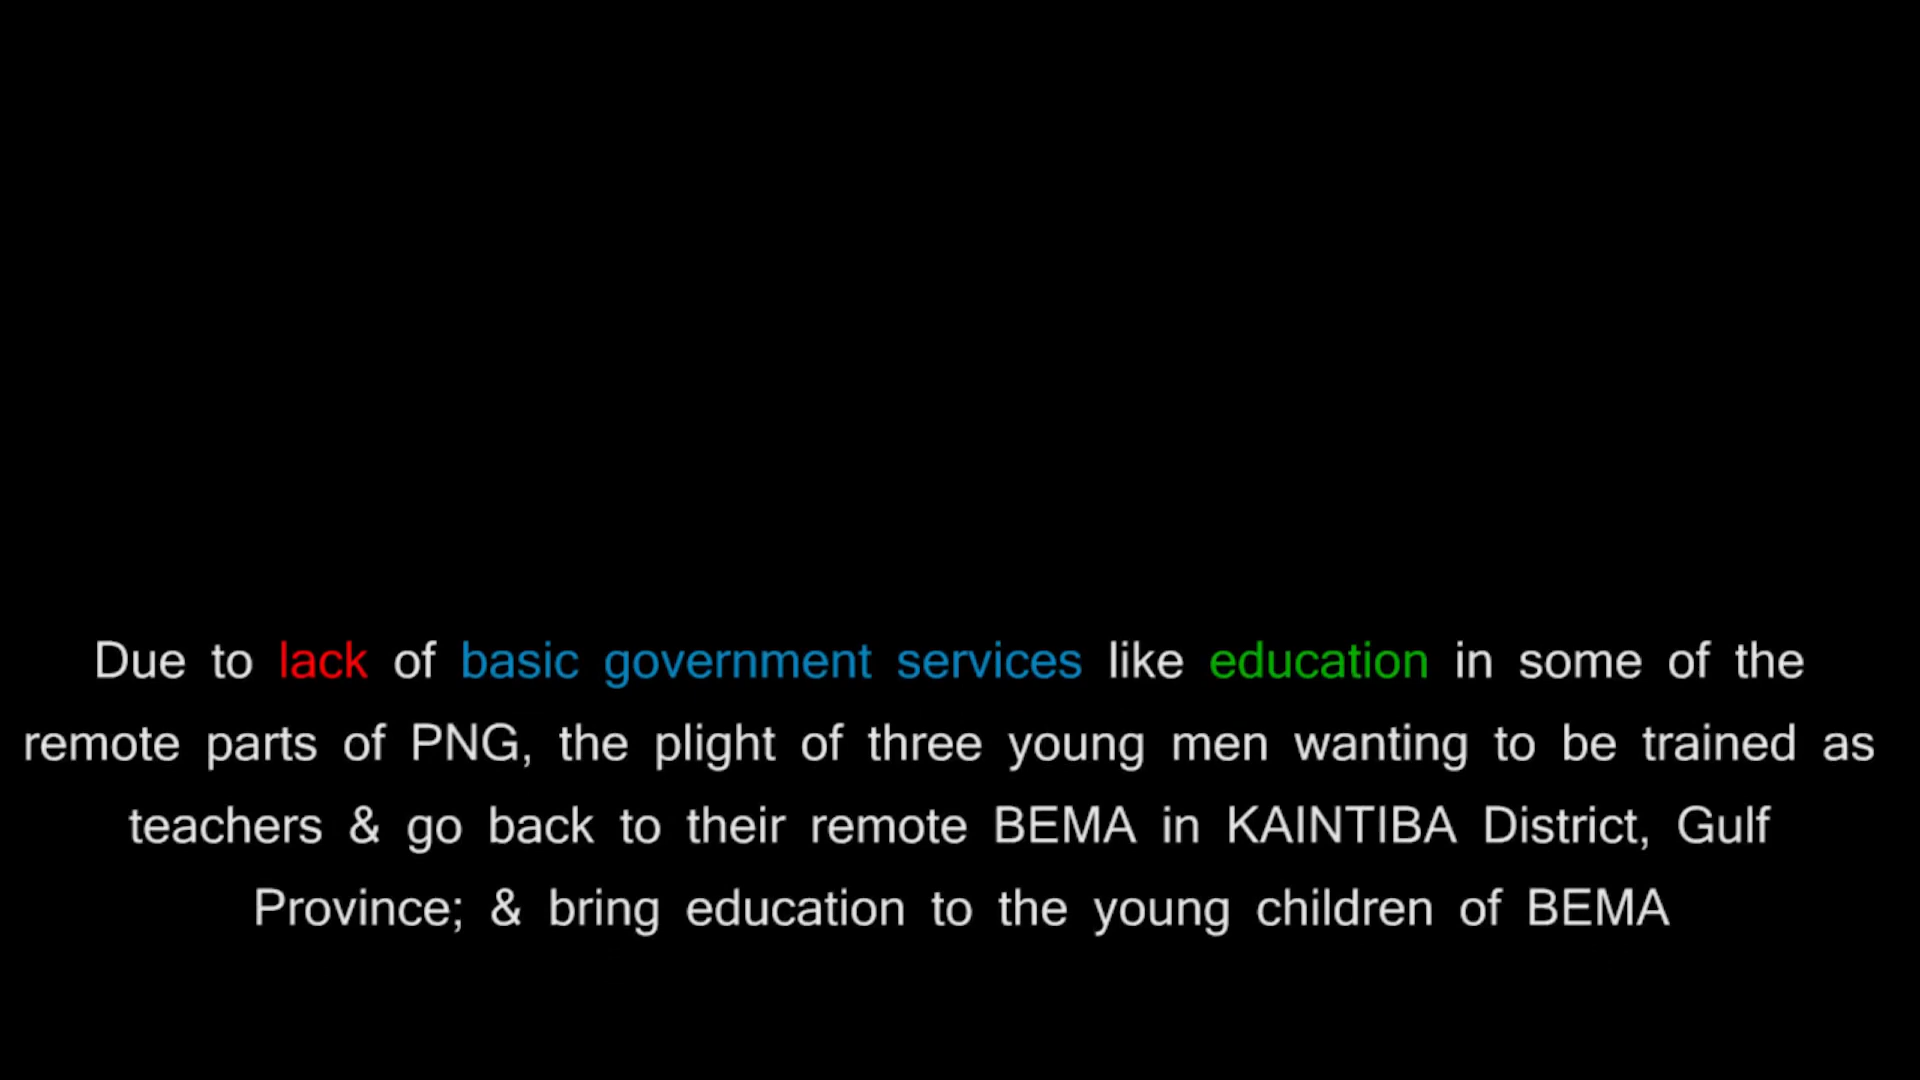 Due to lack of basic government services like education in some of the
remote parts of PNG, the plight of three young men wanting to be trained as
teachers & go back to their remote BEMA in KAINTIBA District, Gulf
Province; & bring education to the young children of BEMA